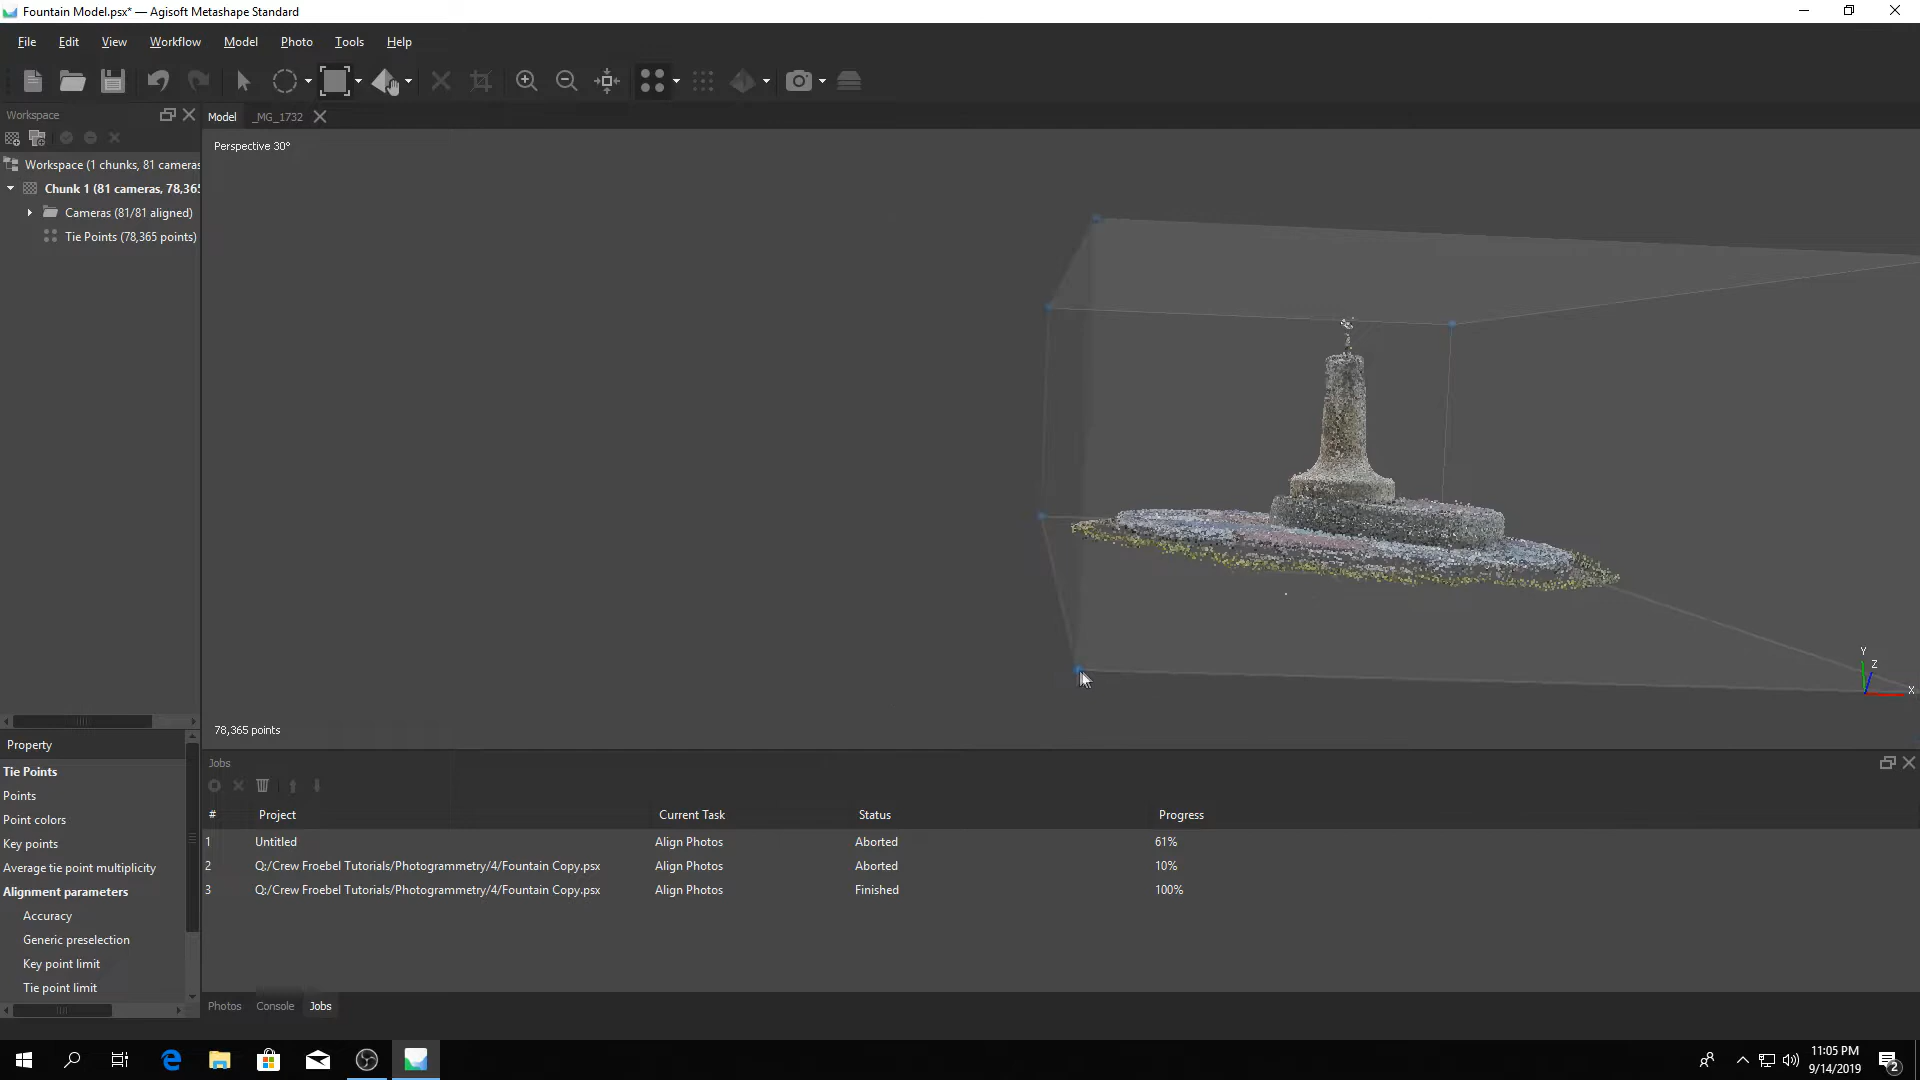 Fountain Model.psx* — Agisoft Metashape Standard
File Edit View Workflow Model Photo Tools Help
Workspace
Model _MG_1732
Perspective 30°
Workspace (1 chunks, 81 cameras
Chunk 1 (81 cameras, 78,365
Cameras (81/81 aligned)
Tie Points (78,365 points)
Y
Z
X
78,365 points
Property
Tie Points
Points
Point colors
Key points
Average tie point multiplicity
Alignment parameters
Accuracy
Generic preselection
Key point limit
Tie point limit
Jobs
# Project Current Task Status Progress
1 Untitled Align Photos Aborted 61%
2 Q:/Crew Froebel Tutorials/Photogrammetry/4/Fountain Copy.psx Align Photos Aborted 10%
3 Q:/Crew Froebel Tutorials/Photogrammetry/4/Fountain Copy.psx Align Photos Finished 100%
Photos Console Jobs
11:05 PM
9/14/2019
2